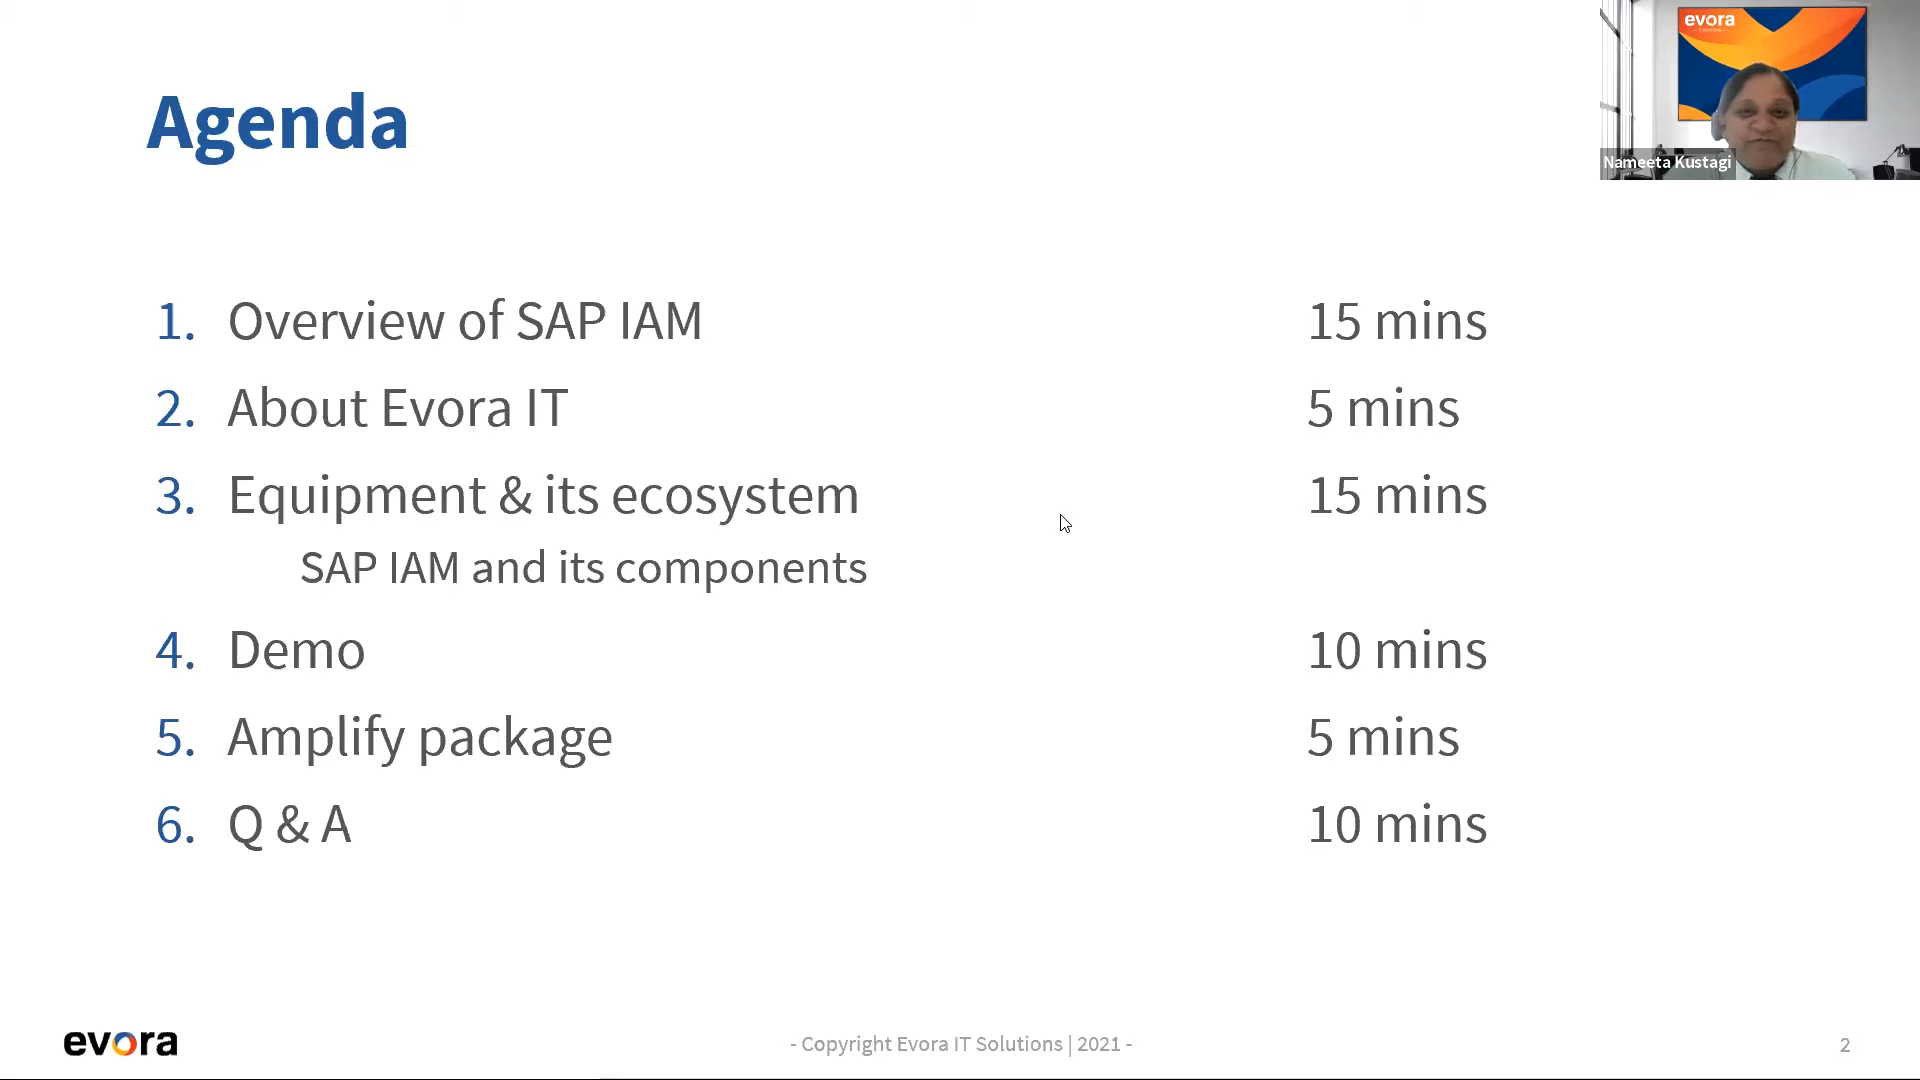 evora
Agenda
Nameeta Kustagi
1. Overview of SAP IAM 15 mins
2. About Evora IT 5 mins
3. Equipment & its ecosystem 15 mins
SAP IAM and its components
4. Demo 10 mins
5. Amplify package 5 mins
6. Q & A 10 mins
evora
- Copyright Evora IT Solutions | 2021 -
2